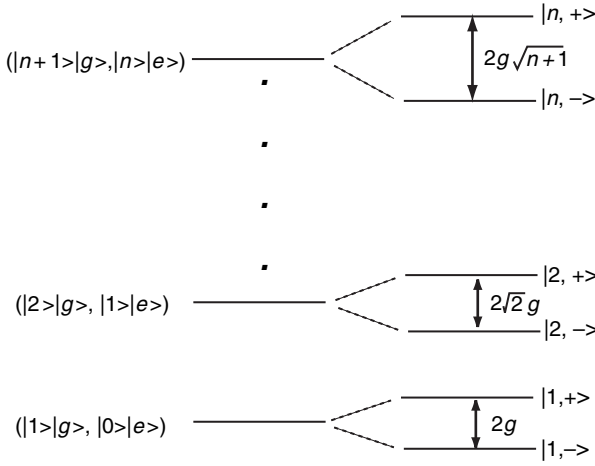 |n, +>
(|n+1>|g>,|n>|e>)
2g√n+1
|n, –>
|2, +>
(|2>|g>, |1>|e>)
2√2 g
|2, –>
|1,+>
(|1>|g>, |0>|e>)
2g
|1,–>